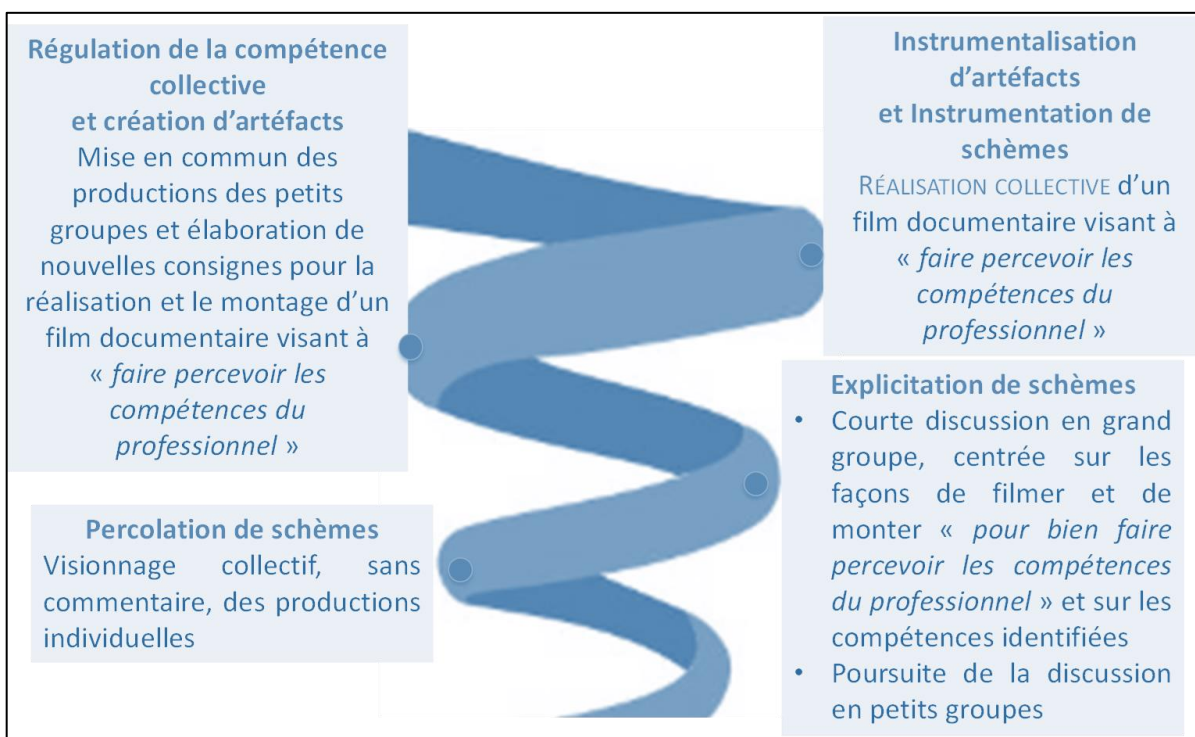 Régulation de la compétence
collective
et création d'artéfacts
Mise en commun des
productions des petits
groupes et élaboration de
nouvelles consignes pour la
réalisation et le montage d'un
film documentaire visant à
« faire percevoir les
compétences du
professionnel »
Instrumentalisation
d'artéfacts
et Instrumentation de
schèmes
RÉALISATION COLLECTIVE d'un
film documentaire visant à
« faire percevoir les
compétences du
professionnel »
Percolation de schèmes
Visionnage collectif, sans
commentaire, des productions
individuelles
Explicitation de schèmes
• Courte discussion en grand
groupe, centrée sur les
façons de filmer et de
monter « pour bien faire
percevoir les compétences
du professionnel » et sur les
compétences identifiées
• Poursuite de la discussion
en petits groupes